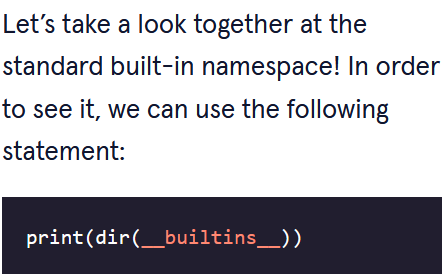 Let’s take a look together at the
standard built-in namespace! In order
to see it, we can use the following
statement:
print(dir(__builtins__))